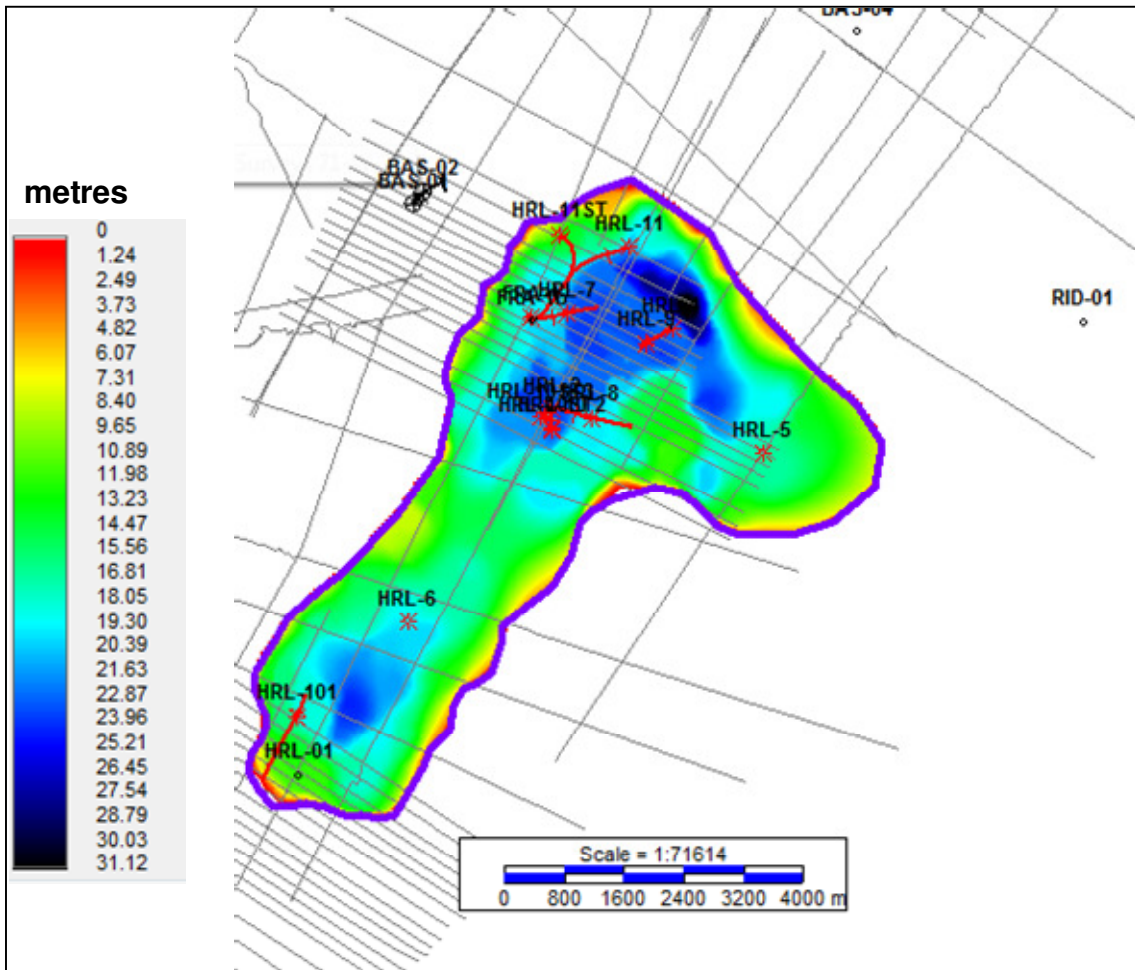 BAS-04
BAS-02
BAS-01
metres
0
1.24
2.49
3.73
4.82
6.07
7.31
8.40
9.65
10.89
11.98
13.23
14.47
15.56
16.81
18.05
19.30
20.39
21.63
22.87
23.96
25.21
26.45
27.54
28.79
30.03
31.12
HRL-11ST
HRL-11
HRL-7
RID-01
HRL-9
HRL-5
HRL-6
HRL-101
HRL-01
Scale = 1:71614
0 800 1600 2400 3200 4000 m